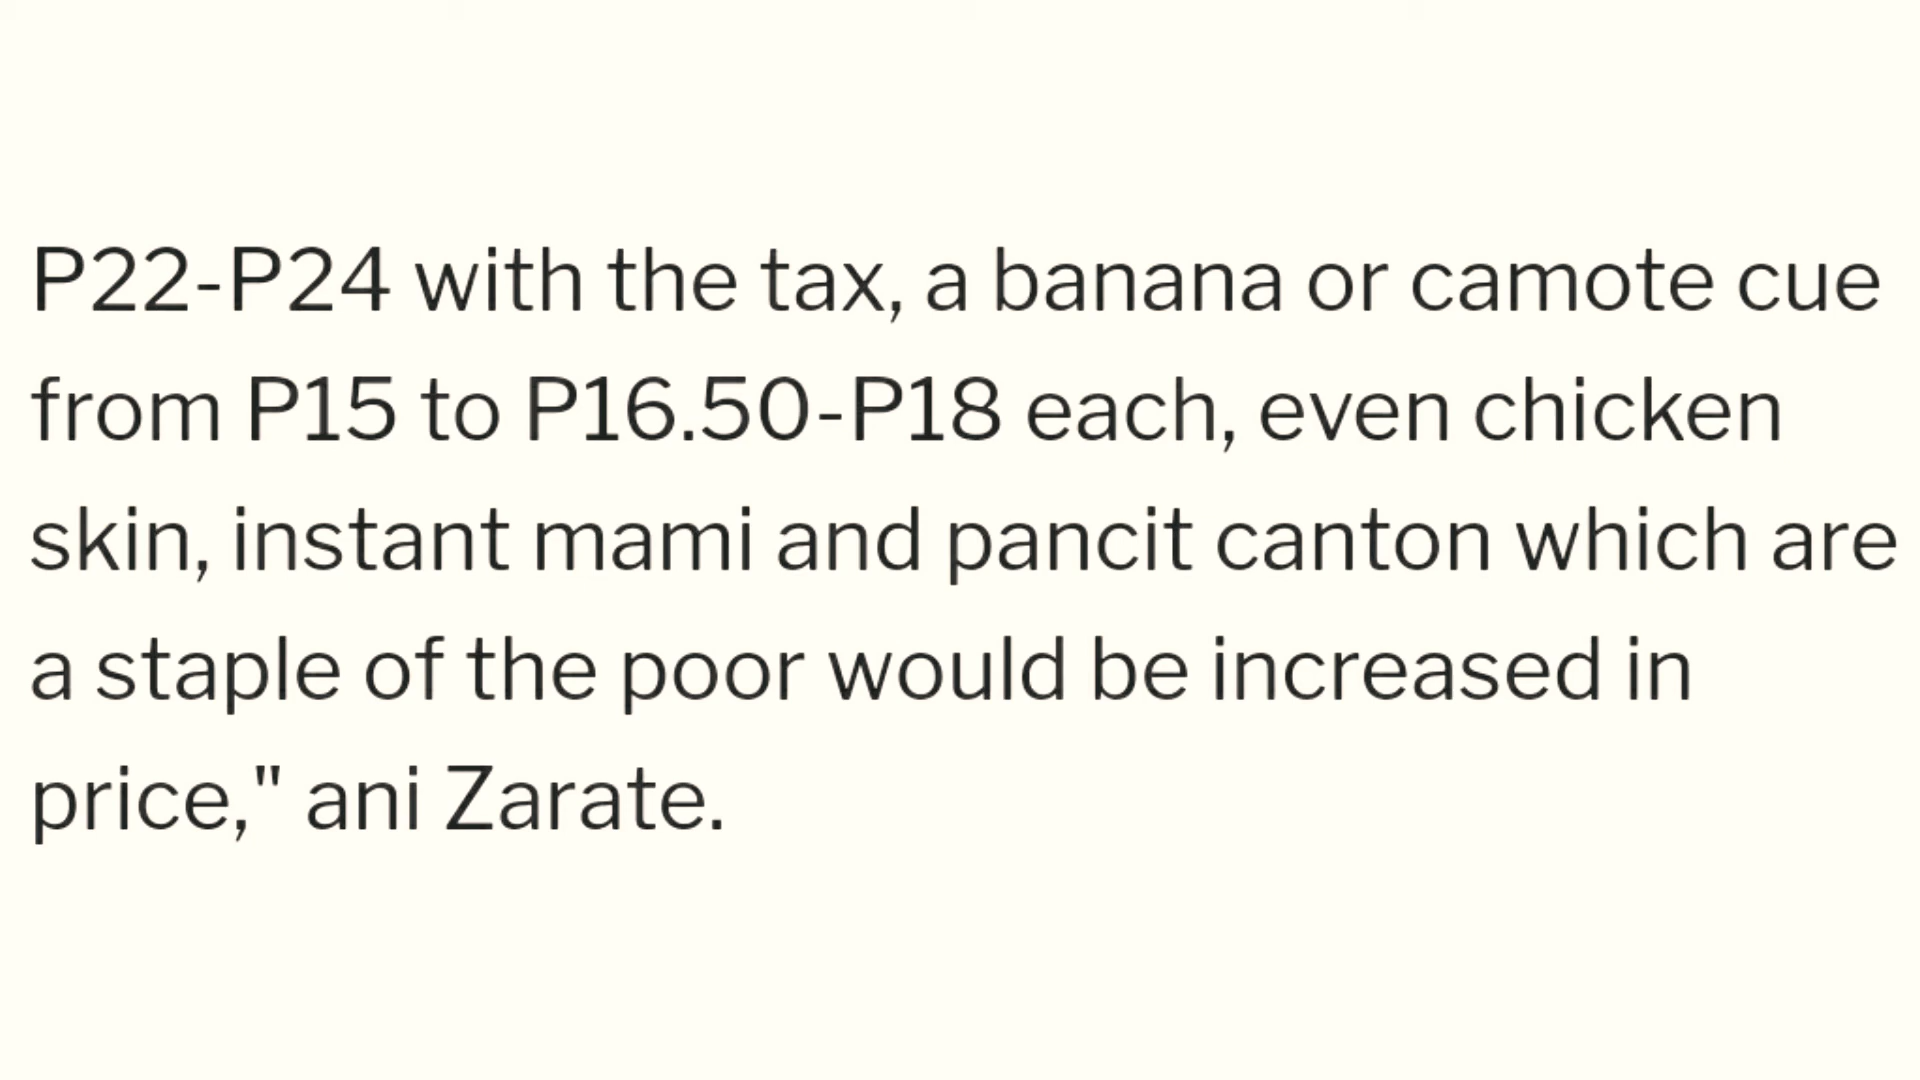 P22-P24 with the tax, a banana or camote cue
from P15 to P16.50-P18 each, even chicken
skin, instant mami and pancit canton which are
a staple of the poor would be increased in
price," ani Zarate.